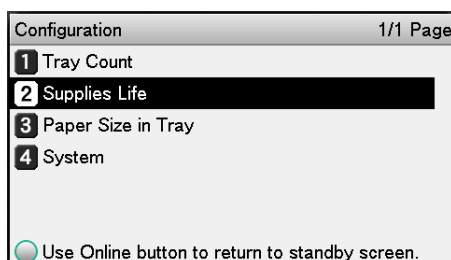 Configuration 1/1 Page
1 Tray Count
2 Supplies Life
3 Paper Size in Tray
4 System
Use Online button to return to standby screen.